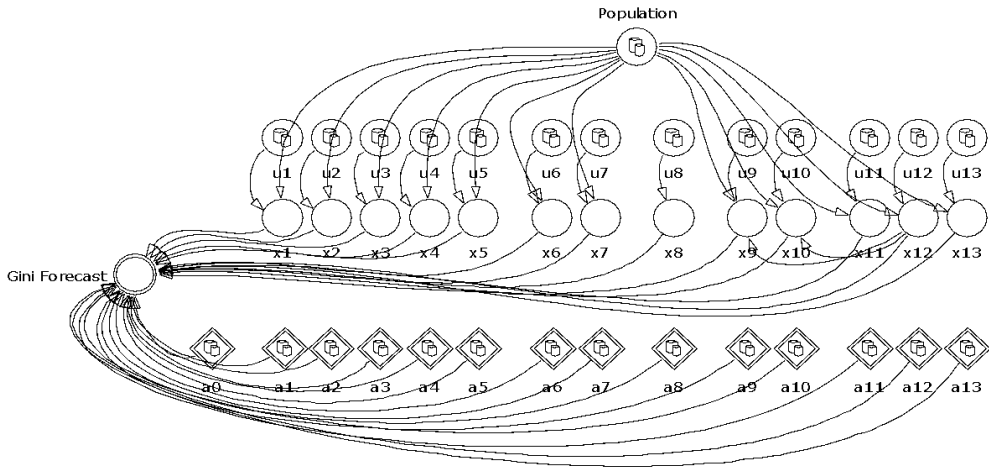 Population
u1 u2 u3 u4 u5 u6 u7 u8 u9 u10 u11 u12 u13
x1 x2 x3 x4 x5 x6 x7 x8 x9 x10 x11 x12 x13
Gini Forecast
a0 a1 a2 a3 a4 a5 a6 a7 a8 a9 a10 a11 a12 a13